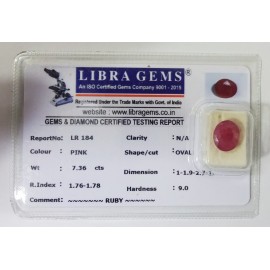 LIBRA GEMS
An ISO Certified Gems Company 9001 - 2015
Registered Under the Trade Marks with Govt. of India
Website : www.libragems.co.in
GEMS & DIAMOND CERTIFIED TESTING REPORT
ReportNo: LR 184 Clarity : N/A
Colour : PINK Shape/cut : OVAL
Wt : 7.36 cts Dimension :
R.Index : 1.76-1.78 Hardness : 9.0
Comment :~~~~~~ RUBY~~~~~~